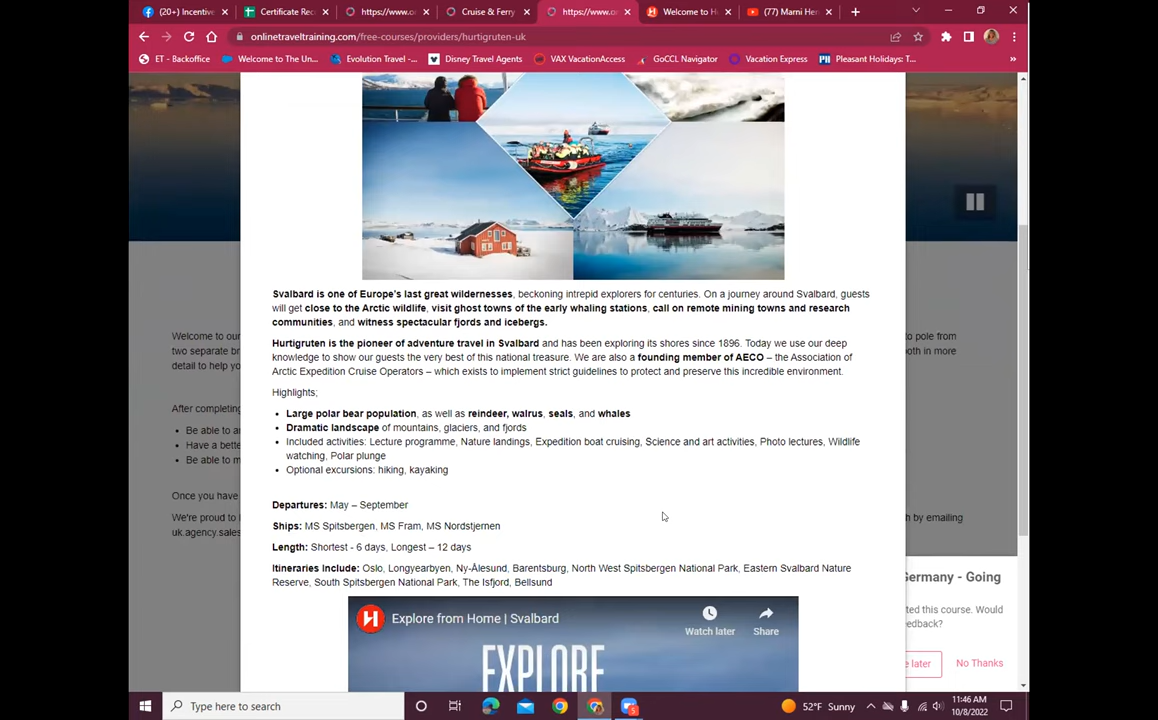 (20+) Incentiv
Certificate Rec
https://www.o
Cruise & Ferry
https://www.on
Welcome to H
(77) Marni He
onlinetraveltraining.com/free-courses/providers/hurtigruten-uk
ET - Backoffice
Welcome to The Un...
Evolution Travel -...
Disney Travel Agents
VAX VacationAccess
GoCCL Navigator
Vacation Express
Pleasant Holidays: T...
Svalbard is one of Europe's last great wildernesses, beckoning intrepid explorers for centuries. On a journey around Svalbard, guests
will get close to the Arctic wildlife, visit ghost towns of the early whaling stations, call on remote mining towns and research
communities, and witness spectacular fjords and icebergs.
Hurtigruten is the pioneer of adventure travel in Svalbard and has been exploring its shores since 1896. Today we use our deep
knowledge to show our guests the very best of this national treasure. We are also a founding member of AECO – the Association of
Arctic Expedition Cruise Operators – which exists to implement strict guidelines to protect and preserve this incredible environment.
Highlights;
• Large polar bear population, as well as reindeer, walrus, seals, and whales
• Dramatic landscape of mountains, glaciers, and fjords
• Included activities: Lecture programme, Nature landings, Expedition boat cruising, Science and art activities, Photo lectures, Wildlife
watching, Polar plunge
• Optional excursions: hiking, kayaking
Departures: May – September
Ships: MS Spitsbergen, MS Fram, MS Nordstjernen
Length: Shortest - 6 days, Longest – 12 days
Itineraries Include: Oslo, Longyearbyen, Ny-Ålesund, Barentsburg, North West Spitsbergen National Park, Eastern Svalbard Nature
Reserve, South Spitsbergen National Park, The Isfjord, Bellsund
Explore from Home | Svalbard
Watch later
Share
EXPLORE
Welcome to ou
two separate br
detail to help yo
to pole from
oth in more
After completing
• Be able to ar
• Have a bette
• Be able to m
Once you have
We're proud to
uk.agency.sales
h by emailing
Germany - Going
ted this course. Would
edback?
e later
No Thanks
Type here to search
52°F Sunny
11:46 AM
10/8/2022